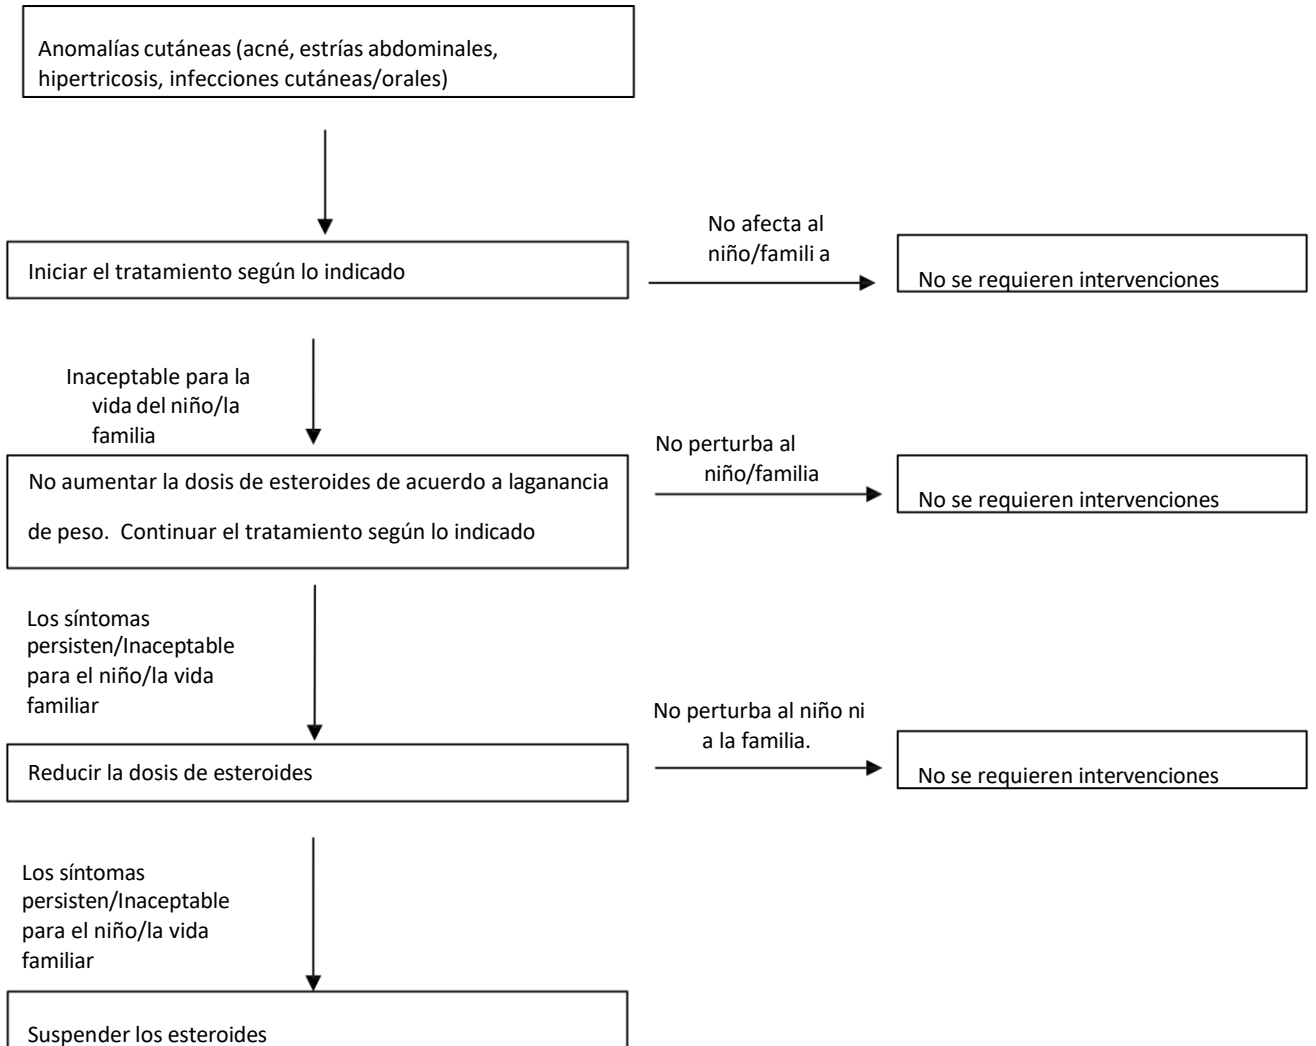 Anomalías cutáneas (acné, estrías abdominales,
hipertricosis, infecciones cutáneas/orales)
No afecta al
niño/famili a
Iniciar el tratamiento según lo indicado
No se requieren intervenciones
Inaceptable para la
vida del niño/la
familia
No perturba al
niño/familia
No aumentar la dosis de esteroides de acuerdo a laganancia
de peso. Continuar el tratamiento según lo indicado
No se requieren intervenciones
Los síntomas
persisten/Inaceptable
para el niño/la vida
familiar
No perturba al niño ni
a la familia.
Reducir la dosis de esteroides
No se requieren intervenciones
Los síntomas
persisten/Inaceptable
para el niño/la vida
familiar
Suspender los esteroides